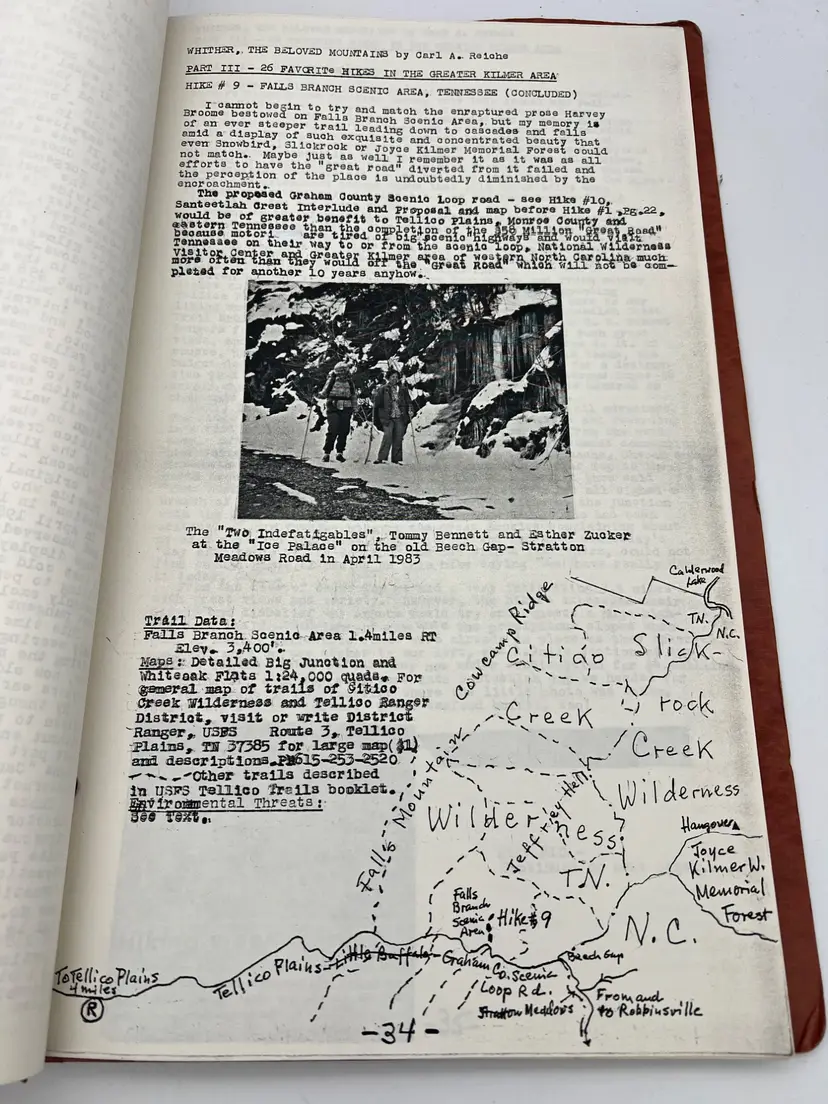 WHITHER, THE BELOVED MOUNTAINS by Carl A. Reiche
PART III - 26 FAVORITe HIKES IN THE GREATER KILMER AREA
HIKE # 9 - FALLS BRANCH SCENIC AREA, TENNESSEE (CONCLUDED)
I cannot begin to try and match the enraptured prose Harvey
Broome bestowed on Falls Branch Scenic Area, but my memory is
of an ever steeper trail leading down to cascades and falls
amid a display of such exquisite and concentrated beauty that
even Snowbird, Slickrock or Joyce Kilmer Memorial Forest could
not match. Maybe just as well I remember it as it was as all
efforts to have the "great road" diverted from it failed and
the perception of the place is undoubtedly diminished by the
encroachment.
The proposed Graham County Scenic Loop road - see Hike #10,
Santeetlah Crest Interlude and Proposal and map before Hike #1 ,Pg.22,
would be of greater benefit to Tellico Plains, Monroe County and
eastern Tennessee than the completion of the $58 Million "Great Road"
because motori are tired of big scenic highways and would visit
Tennessee on their way to or from the scenic loop, National Wilderness
Visitor Center and Greater Kilmer area of western North Carolina much
more often than they would off the "Great Road" which will not be com-
pleted for another 10 years anyhow.
The "Two Indefatigables", Tommy Bennett and Esther Zucker
at the "Ice Palace" on the old Beech Gap- Stratton
Meadows Road in April 1983
Trail Data:
Falls Branch Scenic Area 1.4miles RT
Elev. 3,400'.
Maps: Detailed Big Junction and
Whiteoak Flats 1:24,000 quads. For
general map of trails of Citico
Creek Wilderness and Tellico Ranger
District, visit or write District
Ranger, USFS Route 3, Tellico
Plains, TN 37385 for large map($1)
and descriptions.PH615-253-2520
Other trails described
in USFS Tellico Trails booklet.
Environmental Threats:
See Text.
Calderwood
Lake
TN.
N.C.
Cowcamp Ridge
Citico
Creek
Wilderness
TN.
Slick-
rock
Creek
Wilderness
Falls Mountain
Jeffrey Hell
Hangover
Joyce
Kilmer W.
Memorial
Forest
N.C.
Falls
Branch
Scenic
Area
Hike #9
To Tellico Plains
4 miles
R
Tellico Plains-Little Buffalo-Graham Co. Scenic
Loop Rd.
Beech Gap
Stratton Meadows
From and
to Robbinsville
-34-